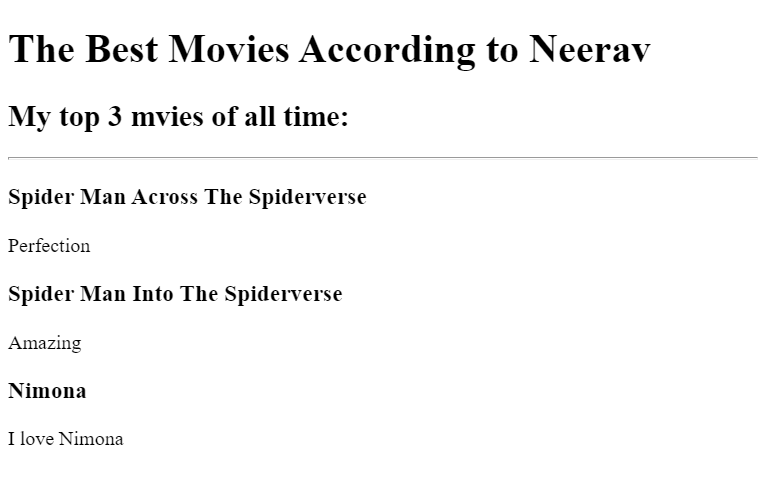 The Best Movies According to Neerav
My top 3 mvies of all time:
Spider Man Across The Spiderverse
Perfection
Spider Man Into The Spiderverse
Amazing
Nimona
I love Nimona